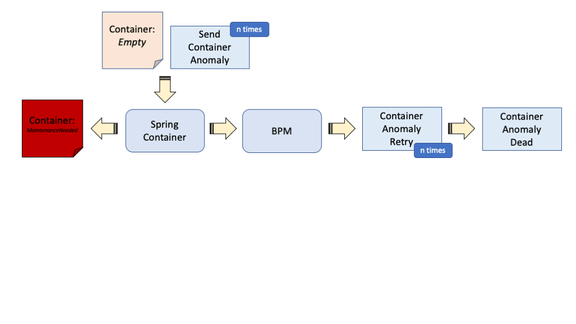 Container:
Empty
Send
Container
Anomaly
n times
Container:
MaintenanceNeeded
Spring
Container
BPM
Container
Anomaly
Retry
n times
Container
Anomaly
Dead